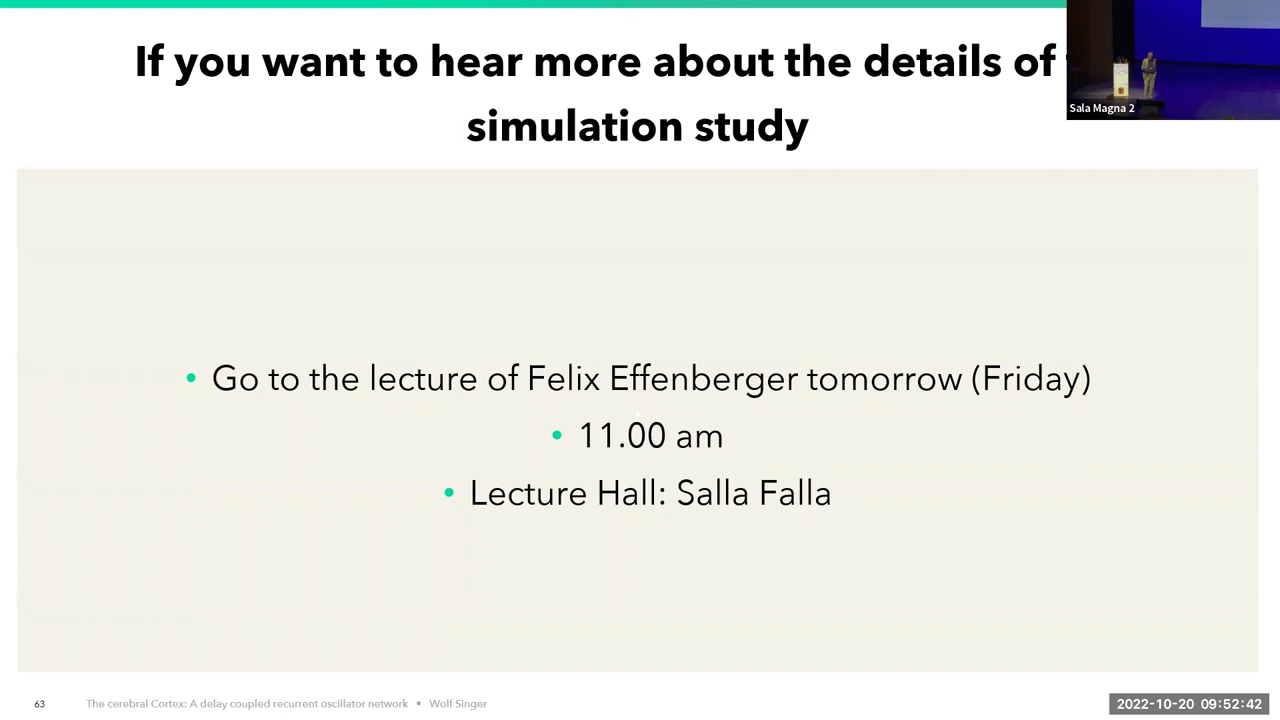 If you want to hear more about the details of
simulation study
Sala Magna 2
• Go to the lecture of Felix Effenberger tomorrow (Friday)
• 11.00 am
• Lecture Hall: Salla Falla
63 The cerebral Cortex: A delay coupled recurrent oscillator network • Wolf Singer
2022-10-20 09:52:42